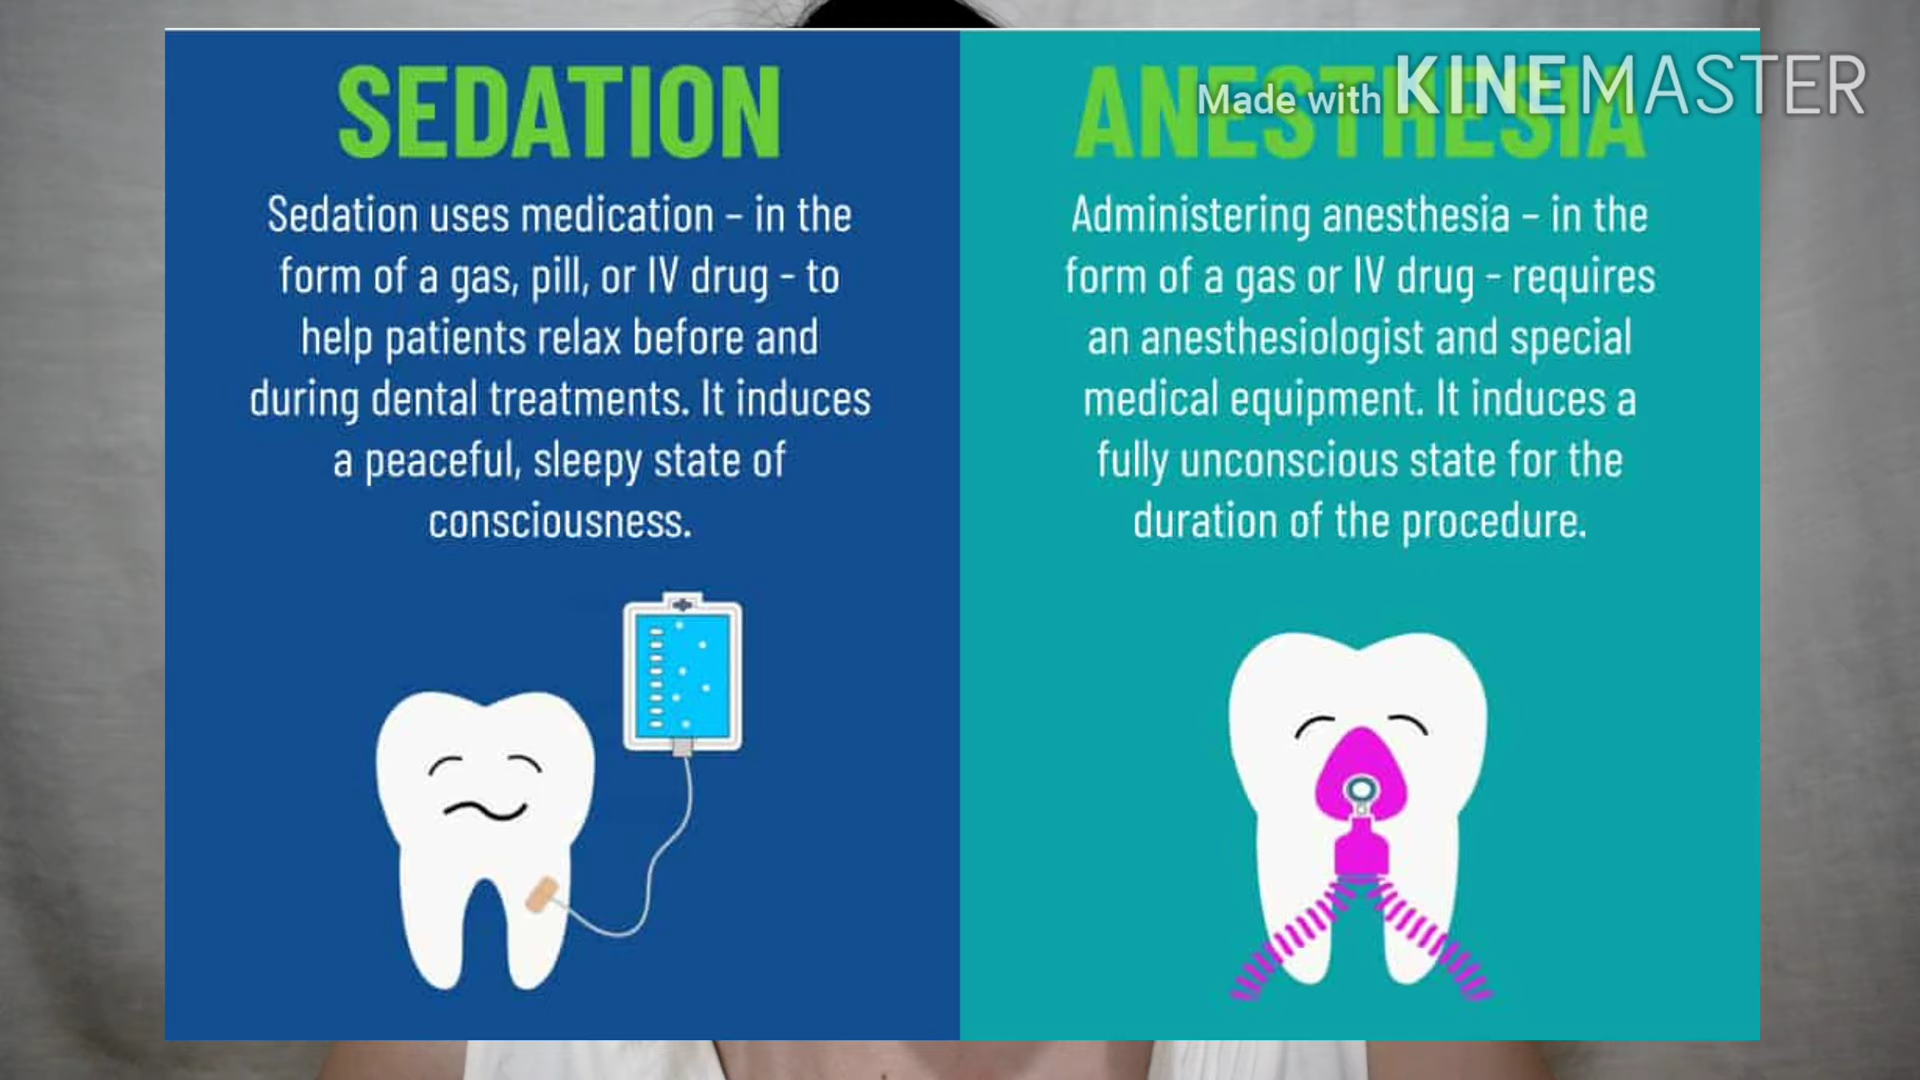 SEDATION
Sedation uses medication – in the
form of a gas, pill, or IV drug - to
help patients relax before and
during dental treatments. It induces
a peaceful, sleepy state of
consciousness.
ANESTHESIA
Made with KINEMASTER
Administering anesthesia – in the
form of a gas or IV drug - requires
an anesthesiologist and special
medical equipment. It induces a
fully unconscious state for the
duration of the procedure.